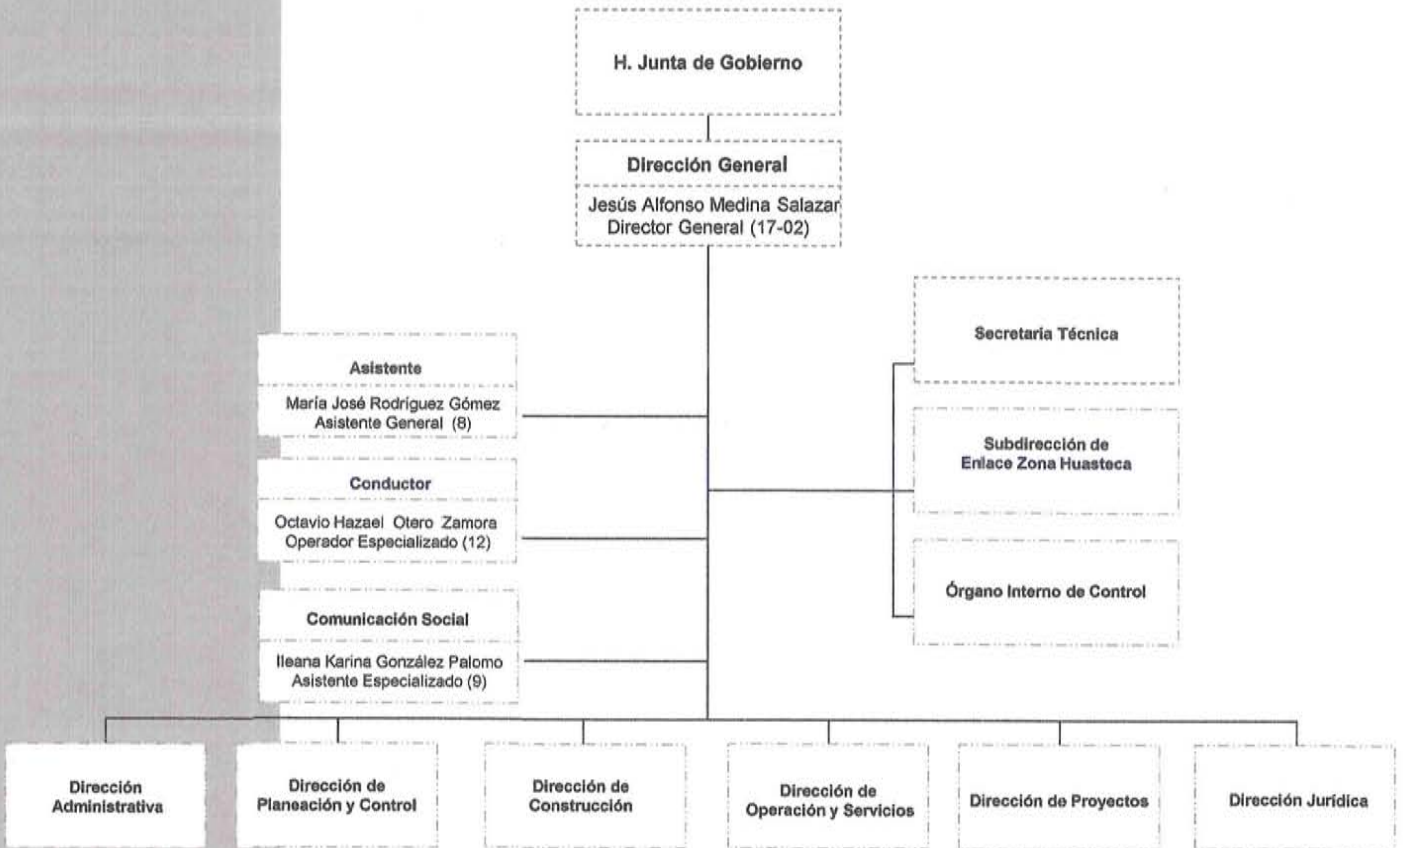 H. Junta de Gobierno
Dirección General
Jesús Alfonso Medina Salazar
Director General (17-02)
Secretaria Técnica
Asistente
María José Rodríguez Gómez
Asistente General (8)
Subdirección de
Enlace Zona Huasteca
Conductor
Octavio Hazael Otero Zamora
Operador Especializado (12)
Órgano Interno de Control
Comunicación Social
Ileana Karina González Palomo
Asistente Especializado (9)
Dirección
Administrativa
Dirección de
Planeación y Control
Dirección de
Construcción
Dirección de
Operación y Servicios
Dirección de Proyectos
Dirección Jurídica